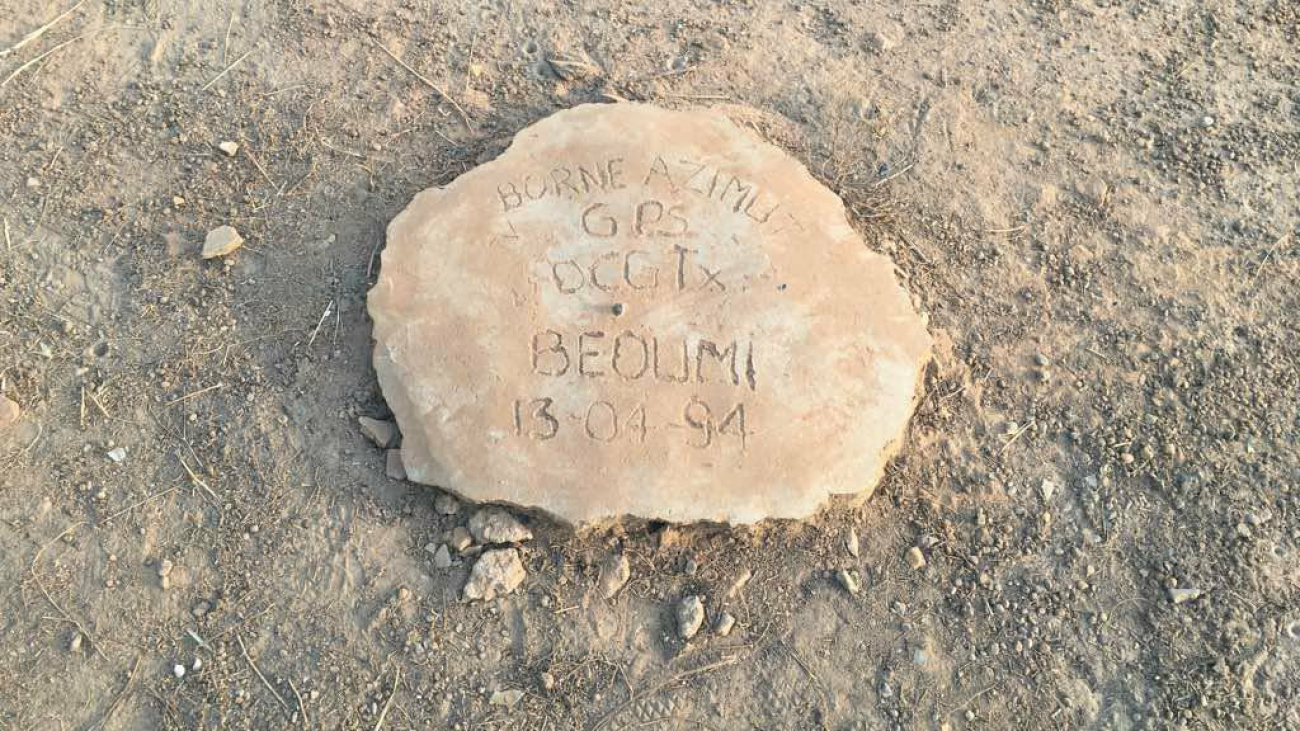 BORNE AZIMUT
GPS
DCGTx
BEOUMI
13-04-94